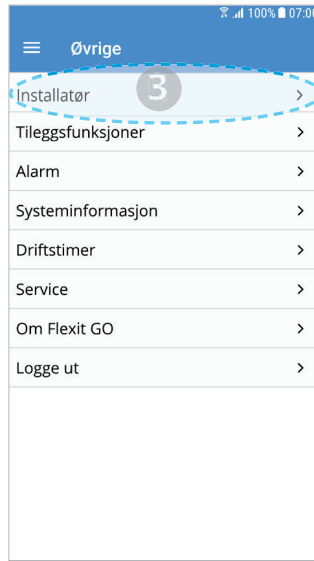 100% 07:00
Øvrige
Installatør
3
Tileggsfunksjoner
Alarm
Systeminformasjon
Driftstimer
Service
Om Flexit GO
Logge ut